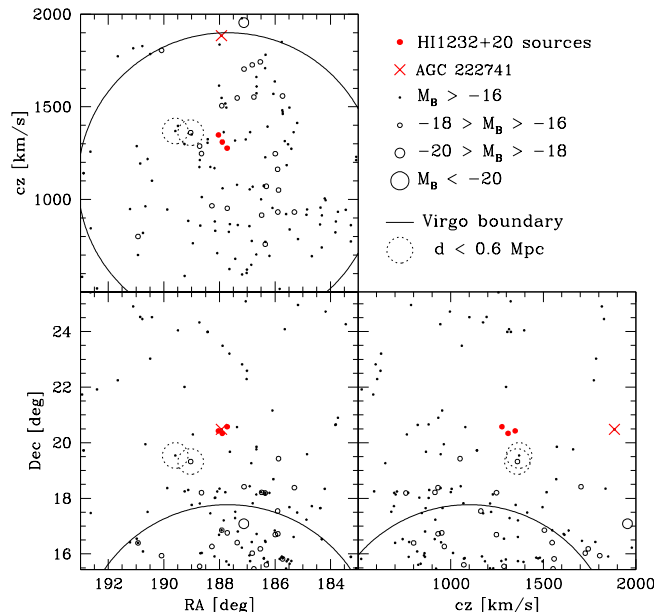 2000
1500
1000
cz [km/s]
HI1232+20 sources
AGC 222741
M_B > -16
-18 > M_B > -16
-20 > M_B > -18
M_B < -20
Virgo boundary
d < 0.6 Mpc
24
22
20
18
16
Dec [deg]
192 190 188 186 184
RA [deg]
1000 1500 2000
cz [km/s]